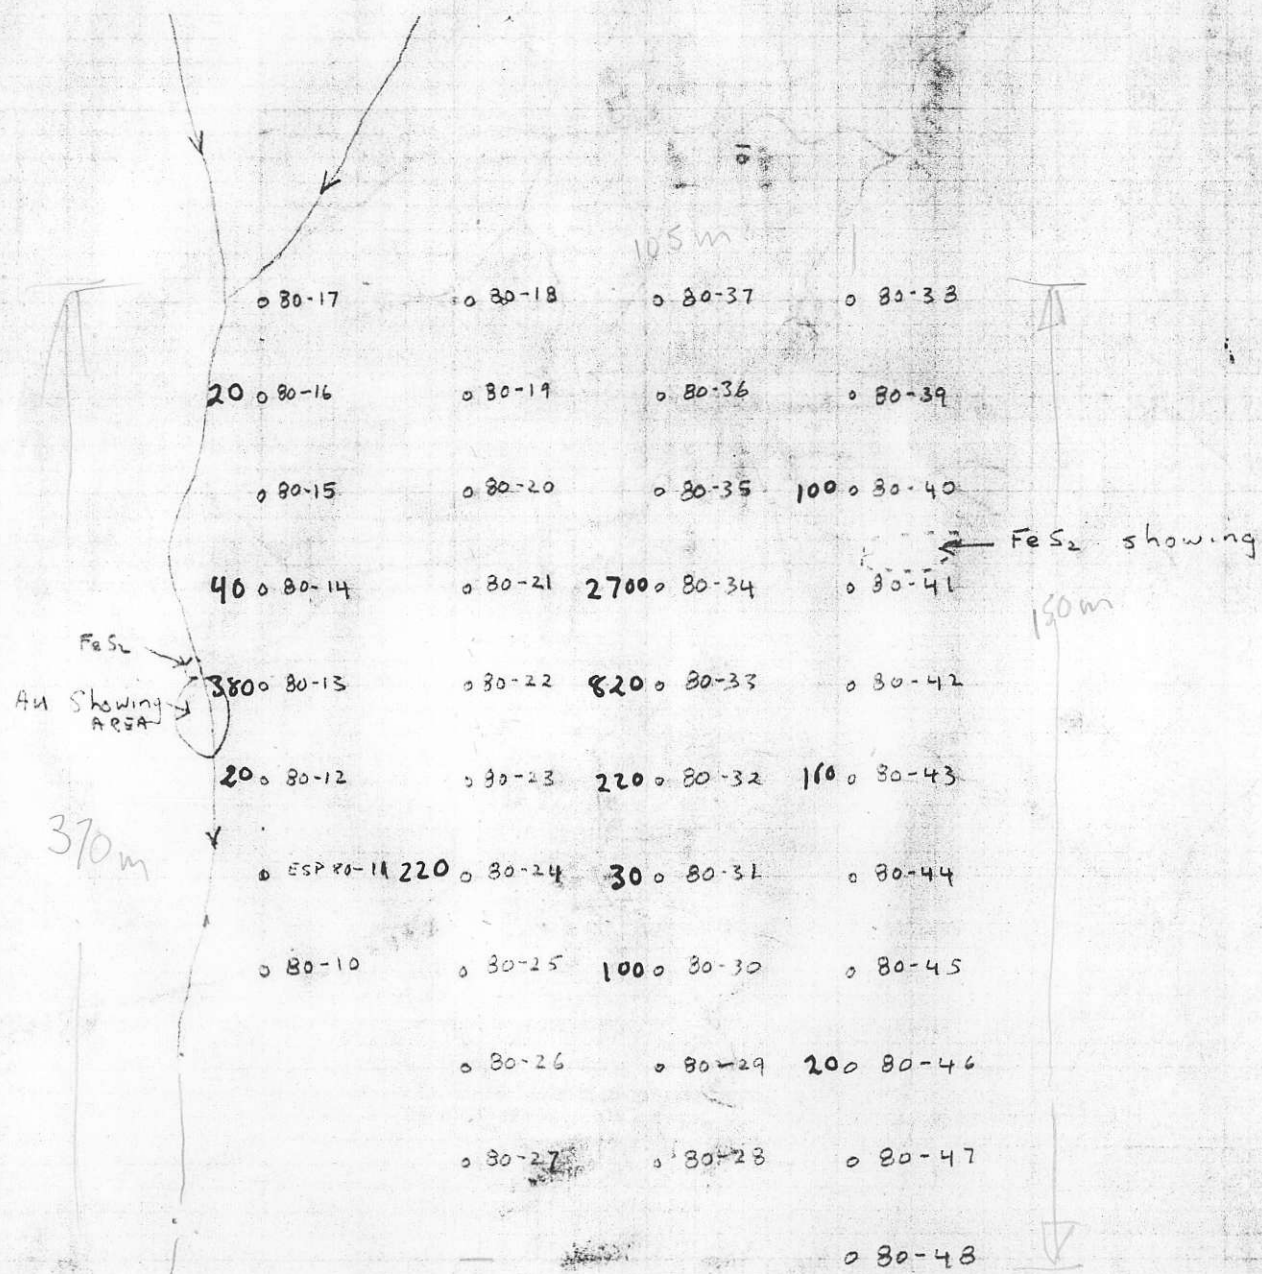 105 m
80-17 80-18 80-37 80-38
20 80-16 80-19 80-36 80-39
80-15 80-20 80-35 100 80-40
FeS2 showing
40 80-14 80-21 2700 80-34 80-41
150m
FeS2
380 80-13 80-22 820 80-33 80-42
Au Showing
AREA
20 80-12 80-23 220 80-32 160 80-43
370 m
ESP 80-11 220 80-24 30 80-31 80-44
80-10 80-25 100 80-30 80-45
80-26 80-29 20 80-46
80-27 80-28 80-47
80-48